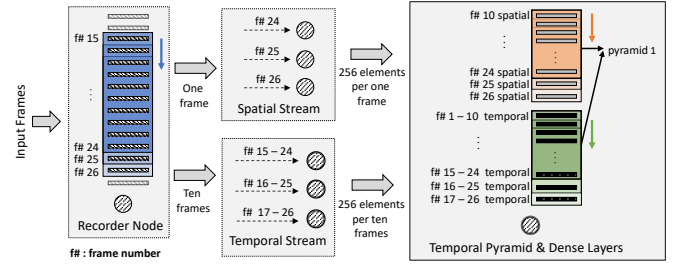 Input Frames
f# 15
f# 24
f# 25
f# 26
Recorder Node
f# : frame number
One
frame
Ten
frames
f# 24
f# 25
f# 26
Spatial Stream
f# 15 – 24
f# 16 – 25
f# 17 – 26
Temporal Stream
256 elements
per one
frame
256 elements
per ten
frames
f# 10 spatial
f# 24 spatial
f# 25 spatial
f# 26 spatial
f# 1 – 10 temporal
f# 15 – 24 temporal
f# 16 – 25 temporal
f# 17 – 26 temporal
pyramid 1
Temporal Pyramid & Dense Layers